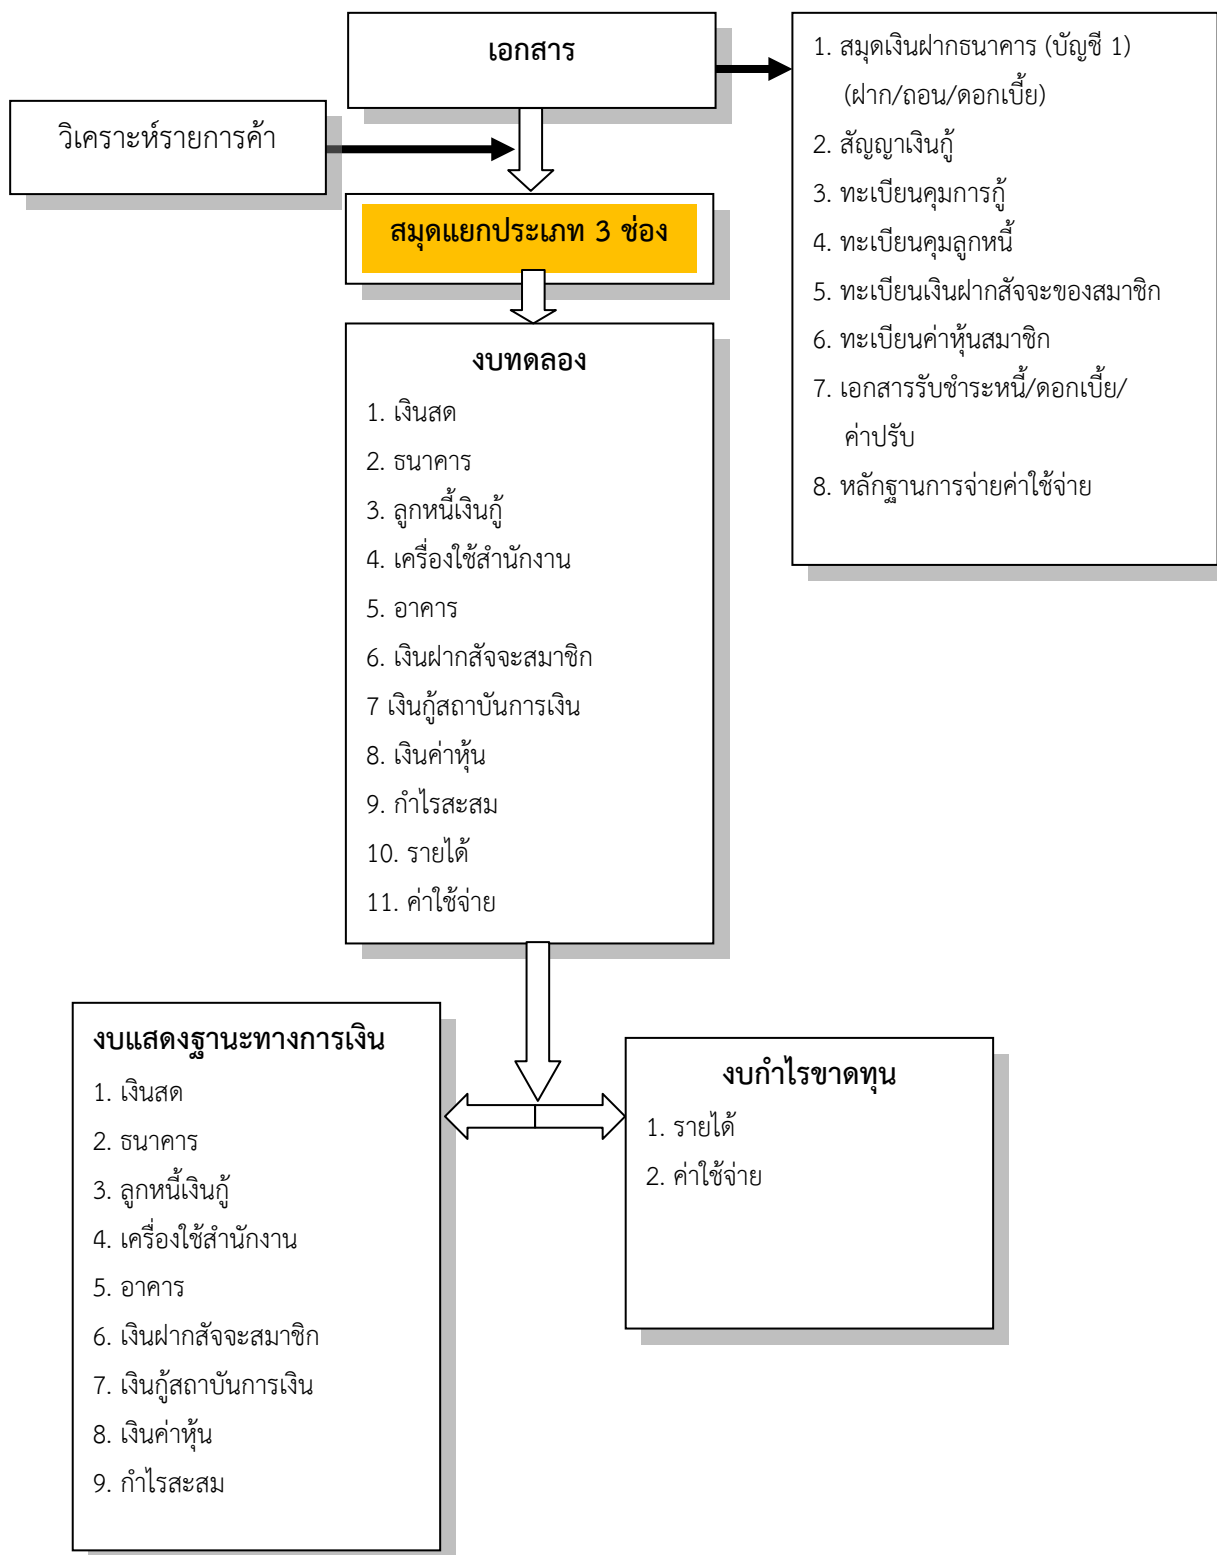 เอกสาร
1. สมุดเงินฝากธนาคาร (บัญชี 1)
(ฝาก/ถอน/ดอกเบี้ย)
2. สัญญาเงินกู้
3. ทะเบียนคุมการกู้
4. ทะเบียนคุมลูกหนี้
5. ทะเบียนเงินฝากสัจจะของสมาชิก
6. ทะเบียนค่าหุ้นสมาชิก
7. เอกสารรับชำระหนี้/ดอกเบี้ย/
ค่าปรับ
8. หลักฐานการจ่ายค่าใช้จ่าย
วิเคราะห์รายการค้า
สมุดแยกประเภท 3 ช่อง
งบทดลอง
1. เงินสด
2. ธนาคาร
3. ลูกหนี้เงินกู้
4. เครื่องใช้สำนักงาน
5. อาคาร
6. เงินฝากสัจจะสมาชิก
7 เงินกู้สถาบันการเงิน
8. เงินค่าหุ้น
9. กำไรสะสม
10. รายได้
11. ค่าใช้จ่าย
งบแสดงฐานะทางการเงิน
1. เงินสด
2. ธนาคาร
3. ลูกหนี้เงินกู้
4. เครื่องใช้สำนักงาน
5. อาคาร
6. เงินฝากสัจจะสมาชิก
7. เงินกู้สถาบันการเงิน
8. เงินค่าหุ้น
9. กำไรสะสม
งบกำไรขาดทุน
1. รายได้
2. ค่าใช้จ่าย